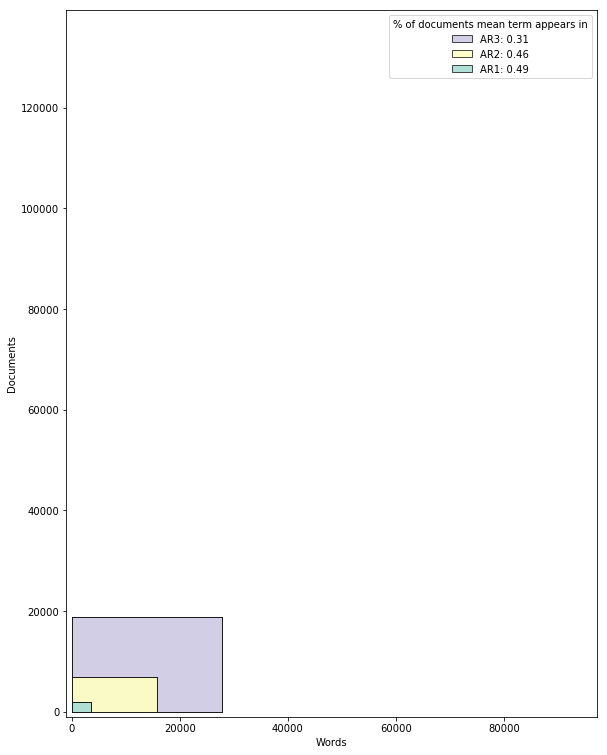 % of documents mean term appears in
AR3: 0.31
AR2: 0.46
AR1: 0.49
120000
100000
80000
60000
40000
20000
0
Documents
0 20000 40000 60000 80000
Words